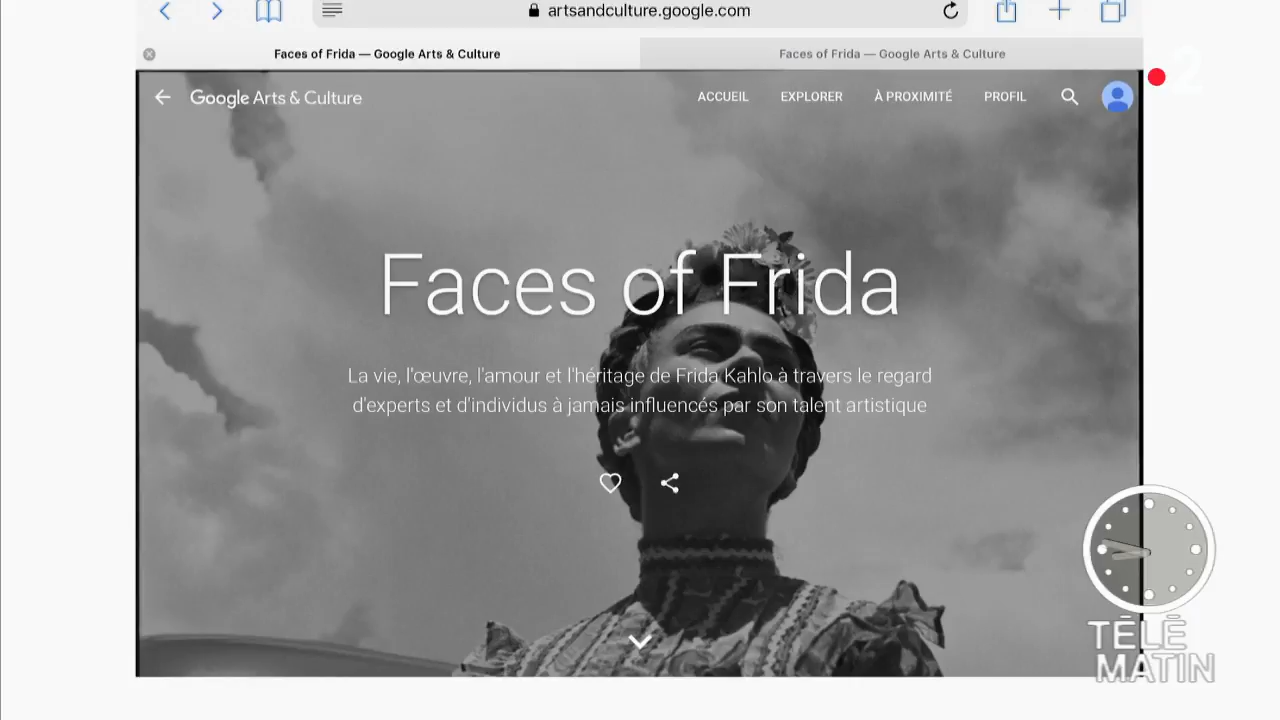 artsandculture.google.com
Faces of Frida — Google Arts & Culture
Faces of Frida — Google Arts & Culture
Google Arts & Culture
ACCUEIL
EXPLORER
À PROXIMITÉ
PROFIL
2
Faces of Frida
La vie, l'œuvre, l'amour et l'héritage de Frida Kahlo à travers le regard
d'experts et d'individus à jamais influencés par son talent artistique
TÉLÉ
MATIN